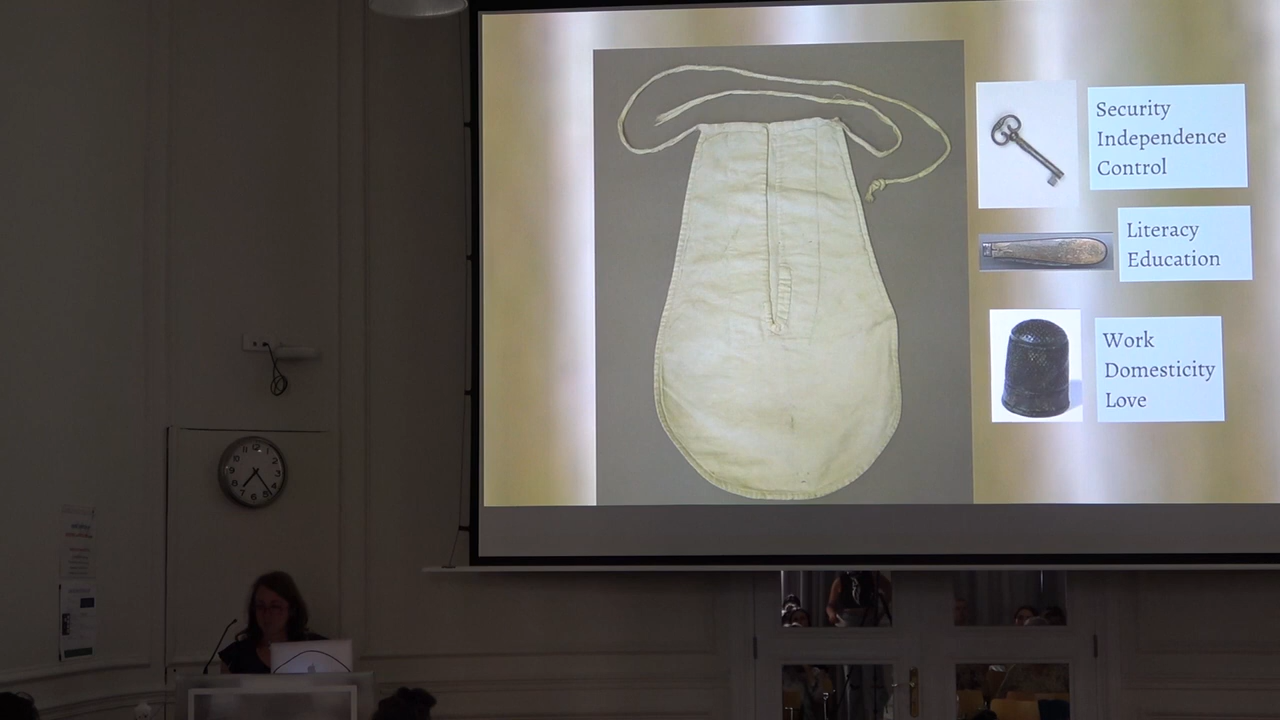 Security
Independence
Control
Literacy
Education
Work
Domesticity
Love